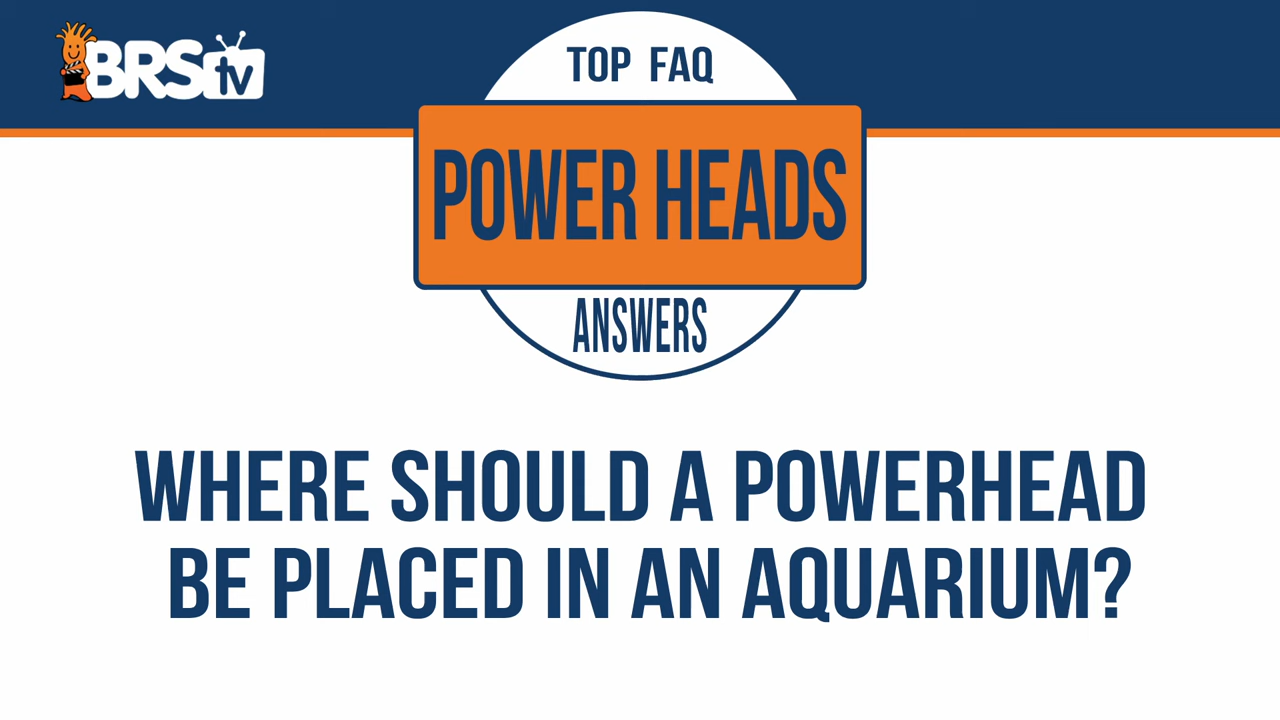 BRStv
TOP FAQ
POWER HEADS
ANSWERS
WHERE SHOULD A POWERHEAD
BE PLACED IN AN AQUARIUM?